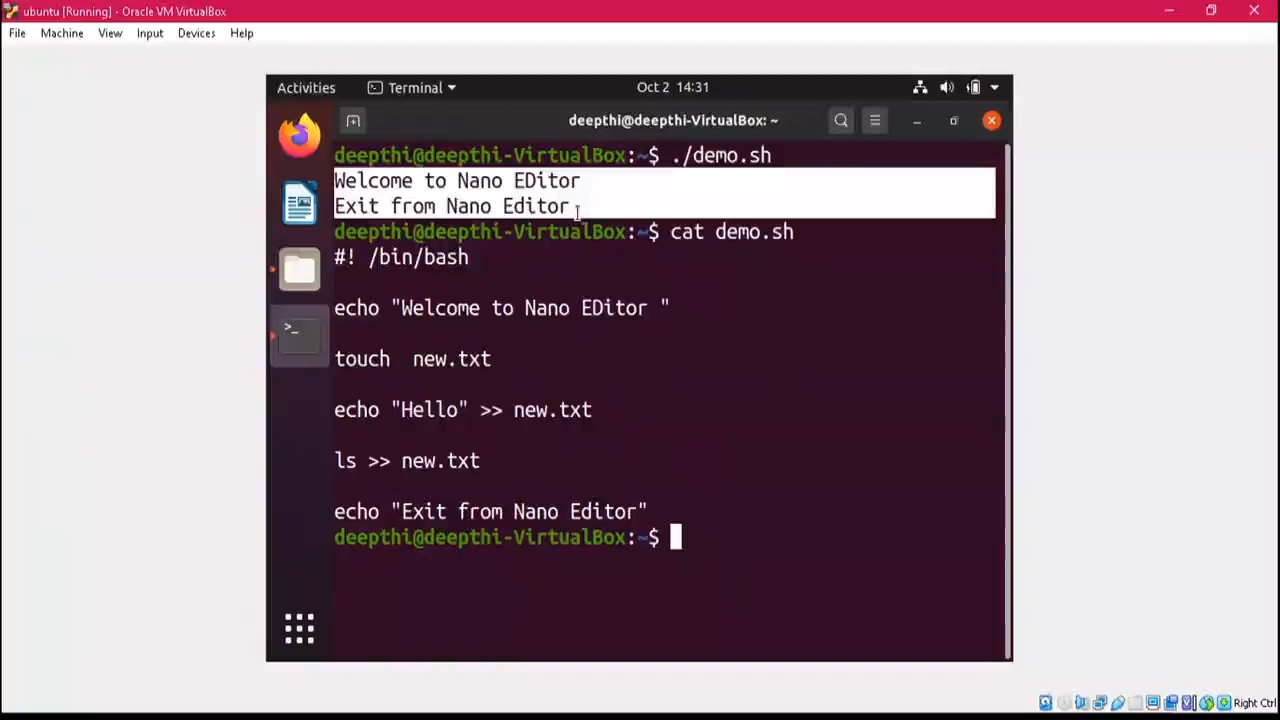 ubuntu [Running] - Oracle VM VirtualBox
File Machine View Input Devices Help
Activities Terminal Oct 2 14:31
deepthi@deepthi-VirtualBox: ~
deepthi@deepthi-VirtualBox:~$ ./demo.sh
Welcome to Nano EDitor
Exit from Nano Editor
deepthi@deepthi-VirtualBox:~$ cat demo.sh
#! /bin/bash
echo "Welcome to Nano EDitor "
touch  new.txt
echo "Hello" >> new.txt
ls >> new.txt
echo "Exit from Nano Editor"
deepthi@deepthi-VirtualBox:~$
Right Ctrl